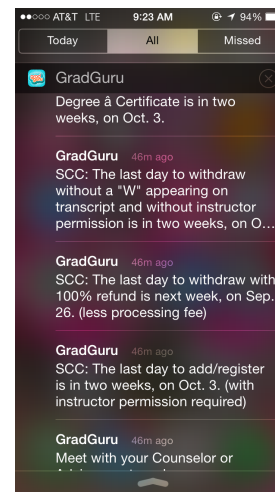 AT&T LTE 9:23 AM 94%
Today All Missed
GradGuru
Degree â Certificate is in two
weeks, on Oct. 3.
GradGuru 46m ago
SCC: The last day to withdraw
without a "W" appearing on
transcript and without instructor
permission is in two weeks, on O…
GradGuru 46m ago
SCC: The last day to withdraw with
100% refund is next week, on Sep.
26. (less processing fee)
GradGuru 46m ago
SCC: The last day to add/register
is in two weeks, on Oct. 3. (with
instructor permission required)
GradGuru 46m ago
Meet with your Counselor or